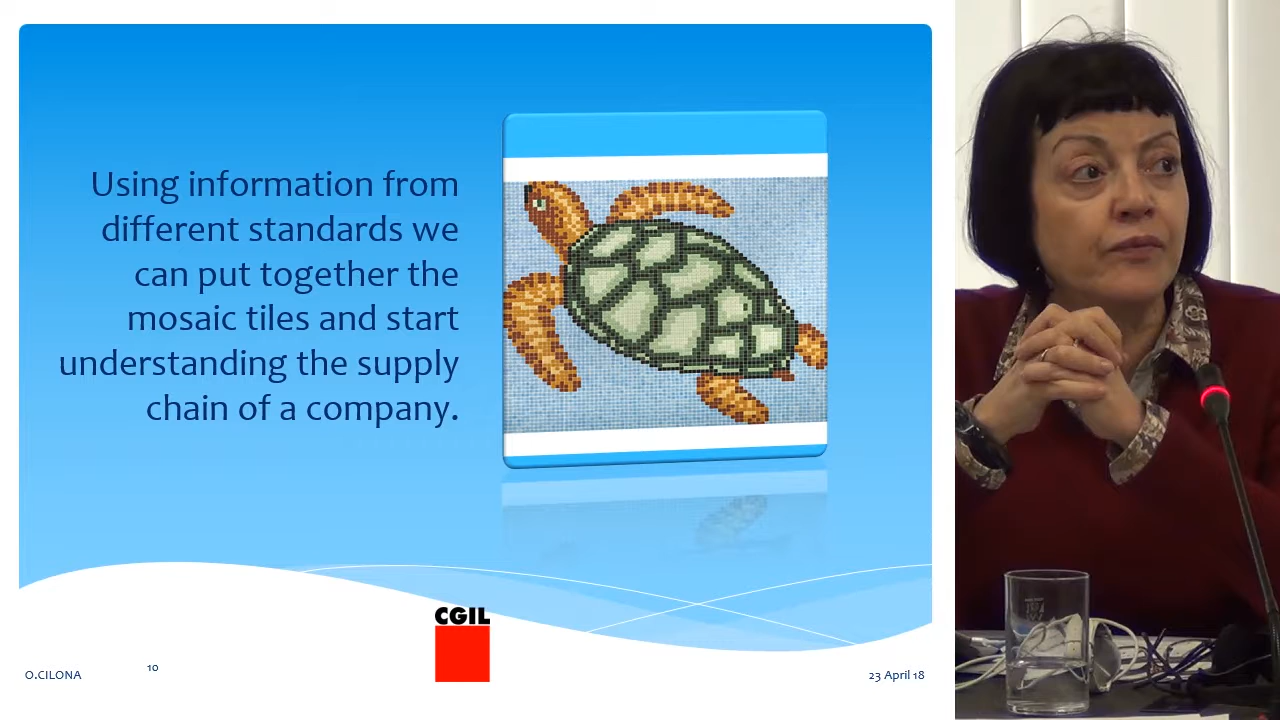 Using information from
different standards we
can put together the
mosaic tiles and start
understanding the supply
chain of a company.
CGIL
O.CILONA
10
23 April 18